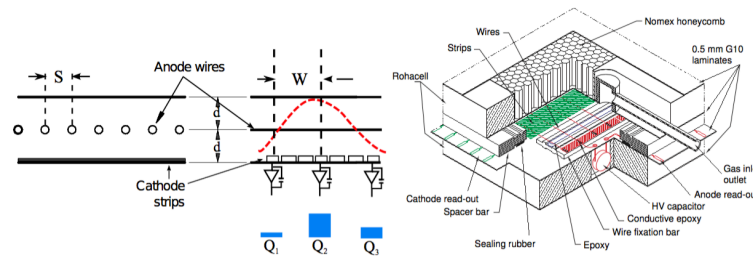 S
Anode wires
W
d
d
Cathode
strips
Q1
Q2
Q3
Nomex honeycomb
Wires
Strips
0.5 mm G10
laminates
Rohacell
Gas inl
outlet
Cathode read-out
Anode read-ou
Spacer bar
HV capacitor
Conductive epoxy
Wire fixation bar
Sealing rubber
Epoxy